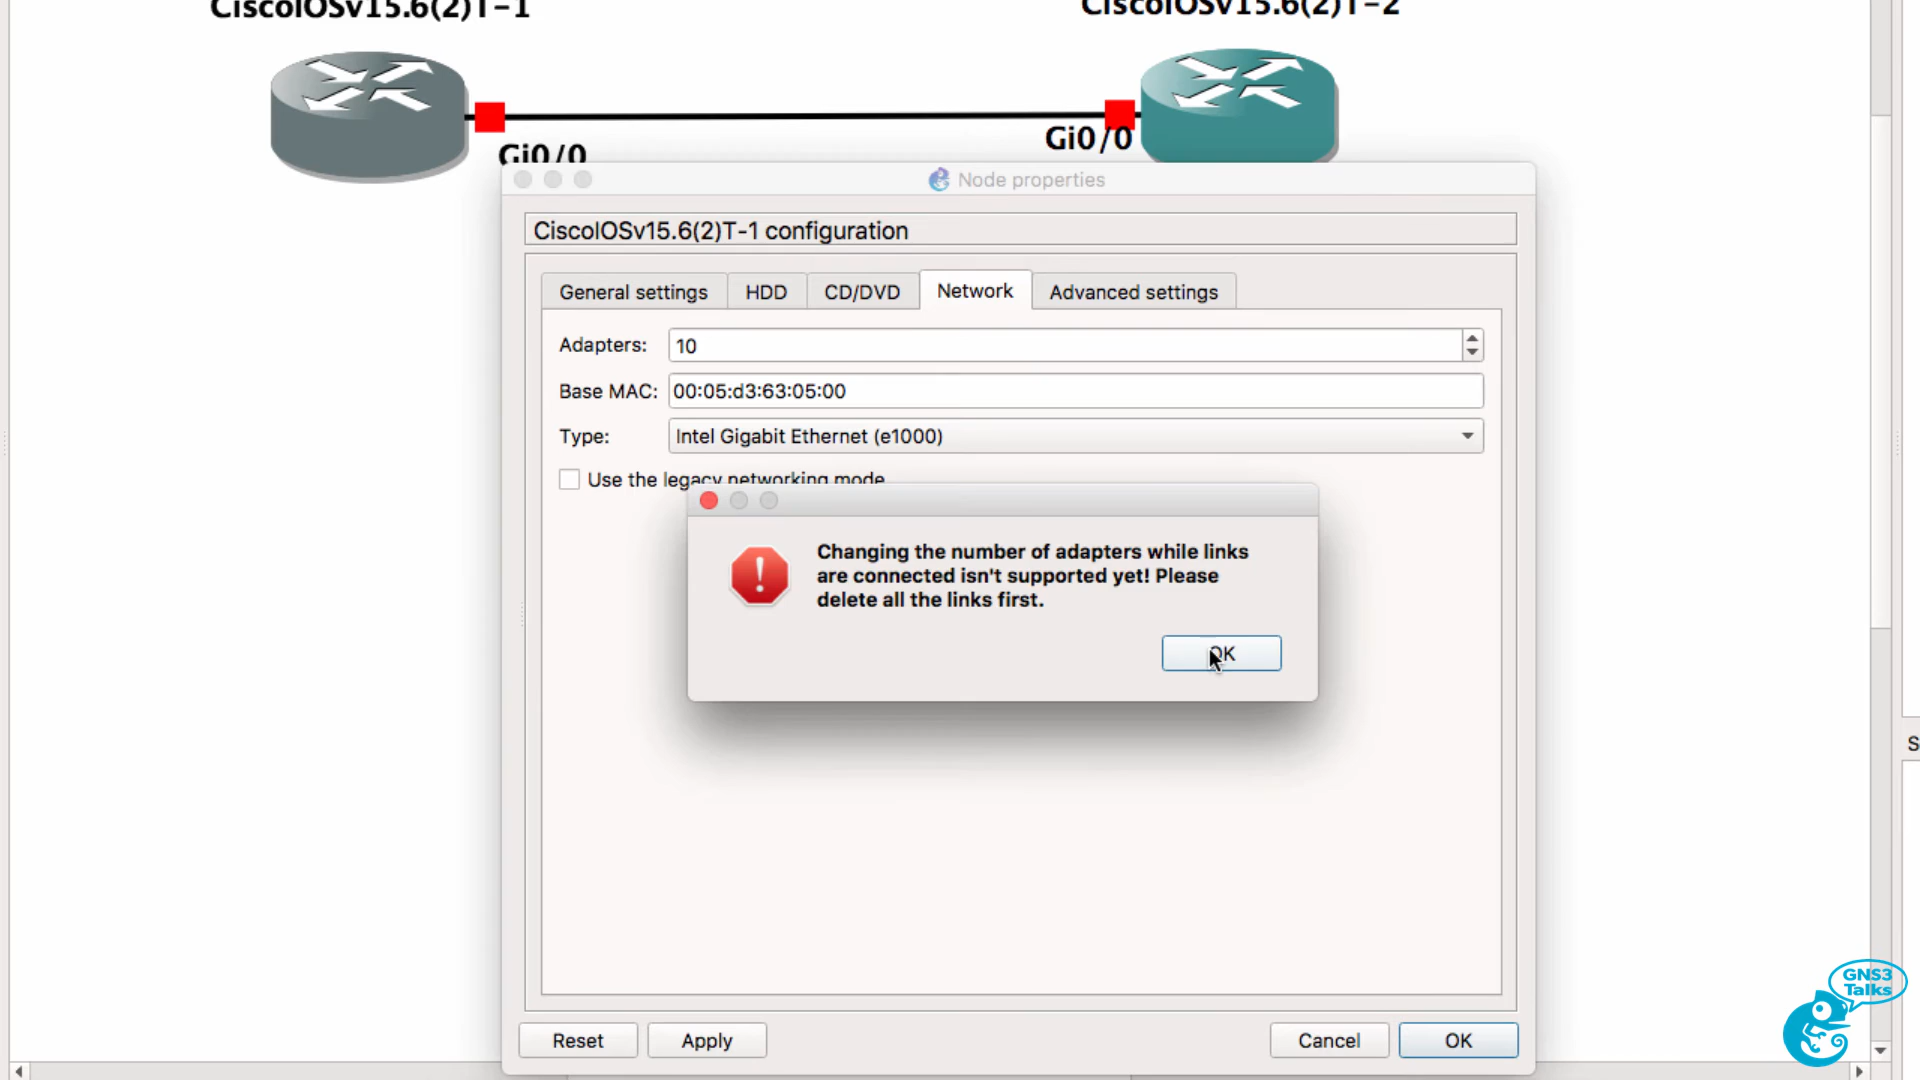 CiscoIOSv15.6(2)T-1
CiscoIOSv15.6(2)T-2
Gi0/0
Gi0/0
Node properties
CiscoIOSv15.6(2)T-1 configuration
General settings
HDD
CD/DVD
Network
Advanced settings
Adapters:
10
Base MAC:
00:05:d3:63:05:00
Type:
Intel Gigabit Ethernet (e1000)
Use the legacy networking mode
Changing the number of adapters while links
are connected isn't supported yet! Please
delete all the links first.
OK
S
Reset
Apply
Cancel
OK
GNS3
Talks